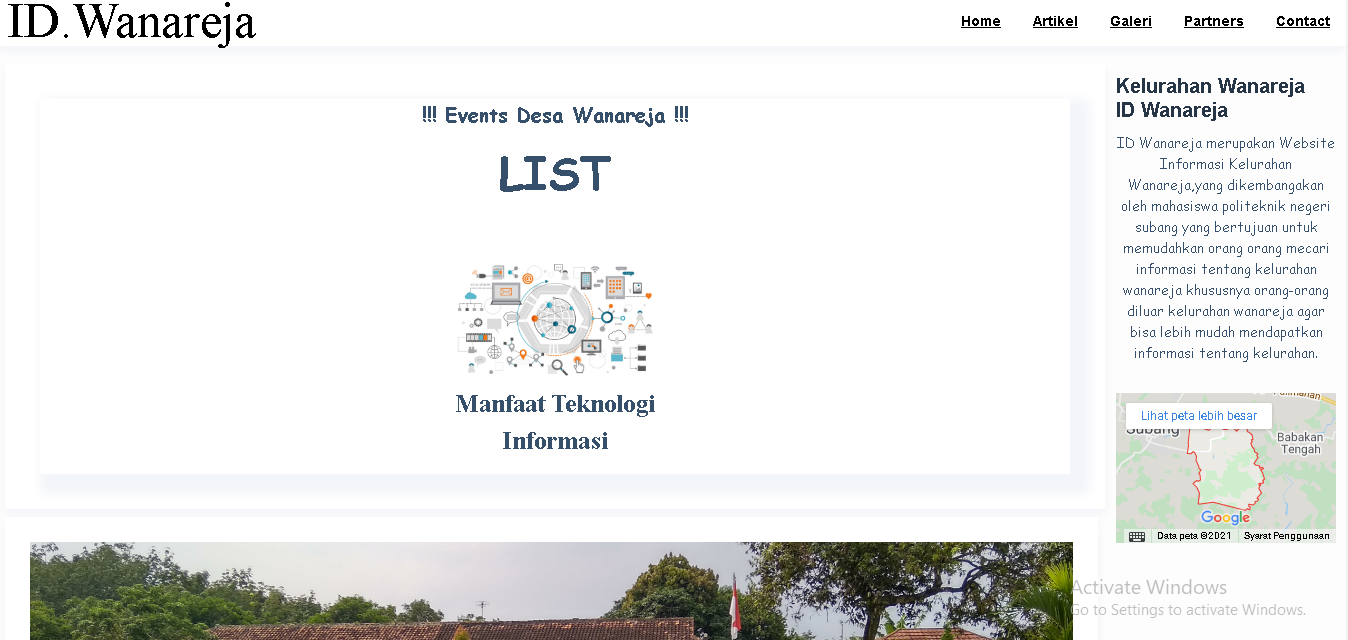 ID.Wanareja
Home Artikel Galeri Partners Contact
!!! Events Desa Wanareja !!!
LIST
Manfaat Teknologi
Informasi
Kelurahan Wanareja
ID Wanareja
ID Wanareja merupakan Website
Informasi Kelurahan
Wanareja,yang dikembangakan
oleh mahasiswa politeknik negeri
subang yang bertujuan untuk
memudahkan orang orang mecari
informasi tentang kelurahan
wanareja khususnya orang-orang
diluar kelurahan wanareja agar
bisa lebih mudah mendapatkan
informasi tentang kelurahan.
Lihat peta lebih besar
Subang
Babakan
Tengah
Google
Data peta ©2021 Syarat Penggunaan
Activate Windows
Go to Settings to activate Windows.